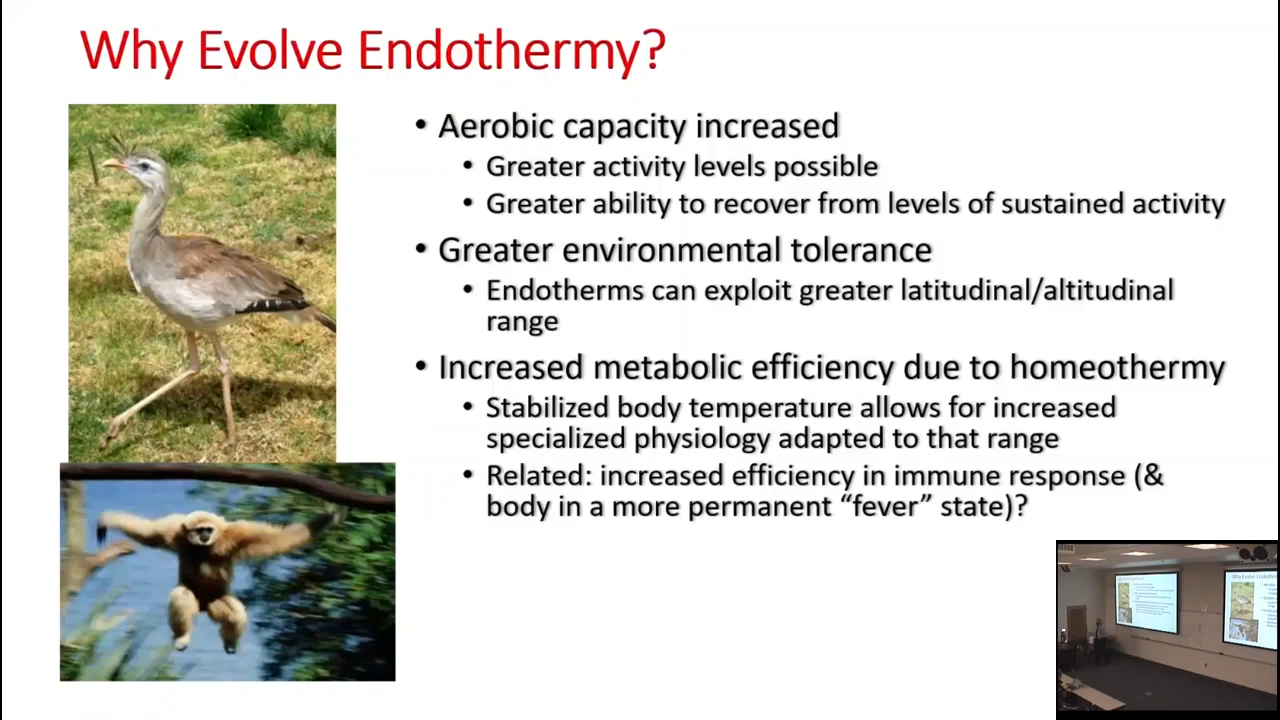 Why Evolve Endothermy?
• Aerobic capacity increased
• Greater activity levels possible
• Greater ability to recover from levels of sustained activity
• Greater environmental tolerance
• Endotherms can exploit greater latitudinal/altitudinal
range
• Increased metabolic efficiency due to homeothermy
• Stabilized body temperature allows for increased
specialized physiology adapted to that range
• Related: increased efficiency in immune response (&
body in a more permanent “fever” state)?
Why Evolve Endothermy